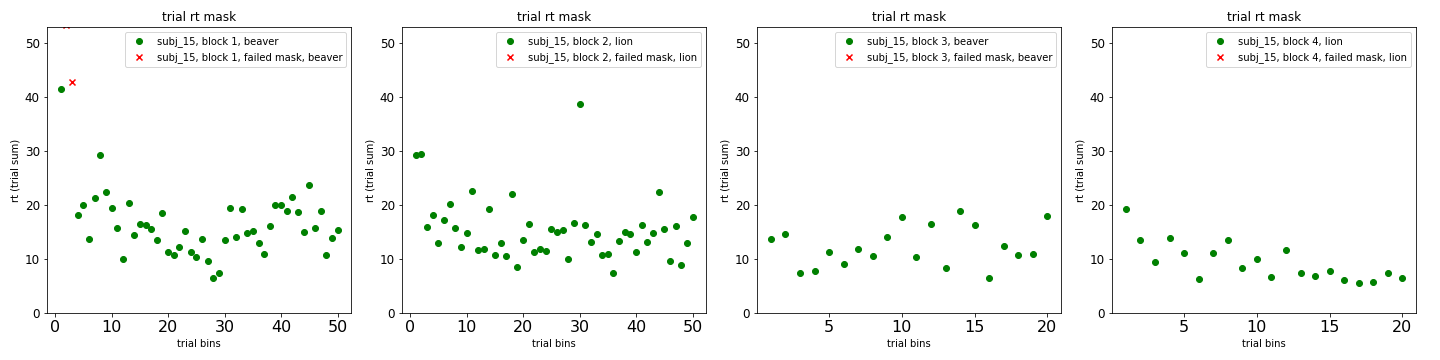 trial rt mask
subj_15, block 1, beaver
subj_15, block 1, failed mask, beaver
50
40
30
20
10
0
rt (trial sum)
0 10 20 30 40 50
trial bins
trial rt mask
subj_15, block 2, lion
subj_15, block 2, failed mask, lion
50
40
30
20
10
0
rt (trial sum)
0 10 20 30 40 50
trial bins
trial rt mask
subj_15, block 3, beaver
subj_15, block 3, failed mask, beaver
50
40
30
20
10
0
rt (trial sum)
5 10 15 20
trial bins
trial rt mask
subj_15, block 4, lion
subj_15, block 4, failed mask, lion
50
40
30
20
10
0
rt (trial sum)
5 10 15 20
trial bins